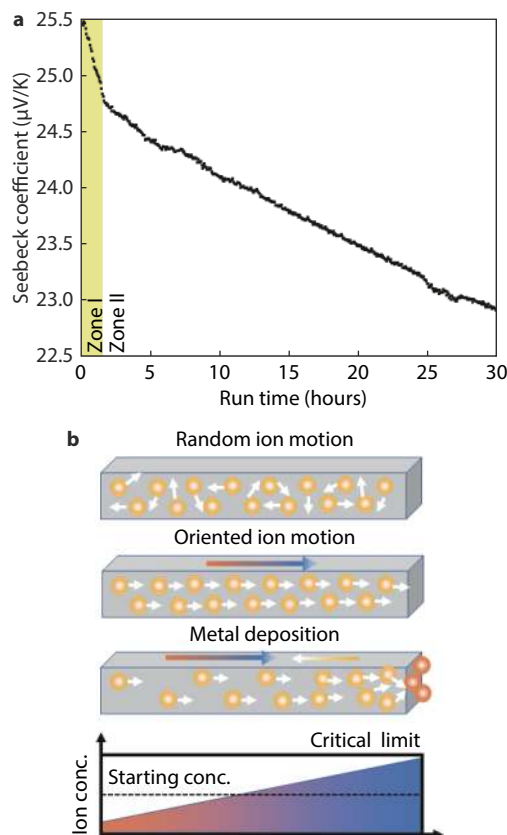 a
25.5
25.0
24.5
24.0
23.5
23.0
22.5
Seebeck coefficient (μV/K)
Zone I
Zone II
0
5
10
15
20
25
30
Run time (hours)
b
Random ion motion
Oriented ion motion
Metal deposition
Critical limit
Starting conc.
Ion conc.